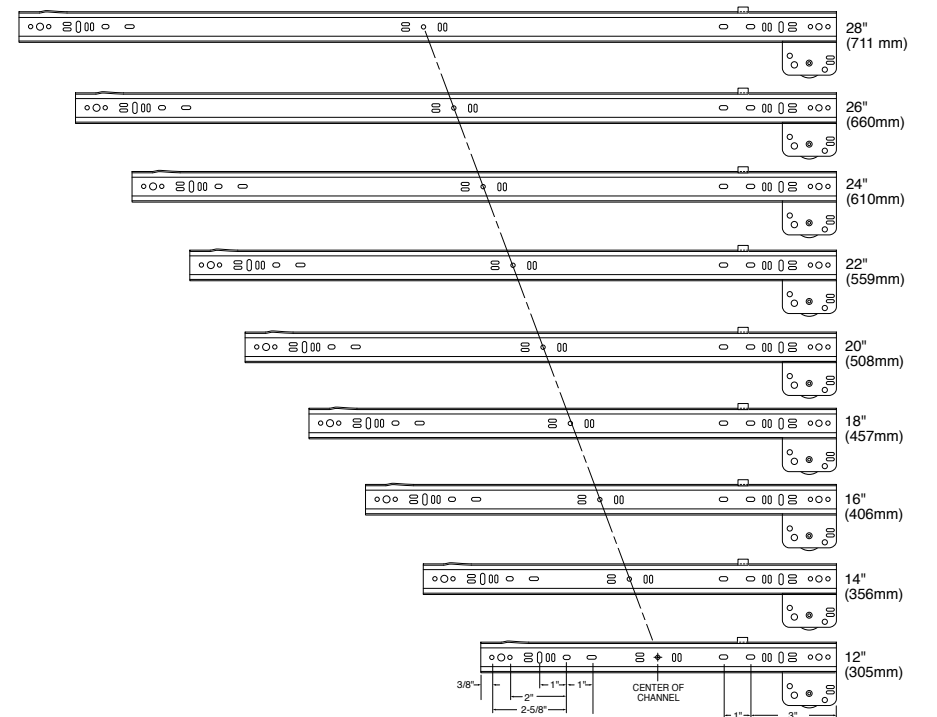 28"
(711 mm)
26"
(660mm)
24"
(610mm)
22"
(559mm)
20"
(508mm)
18"
(457mm)
16"
(406mm)
14"
(356mm)
12"
(305mm)
3/8"
1"
1"
2"
2-5/8"
CENTER OF
CHANNEL
1"
3"